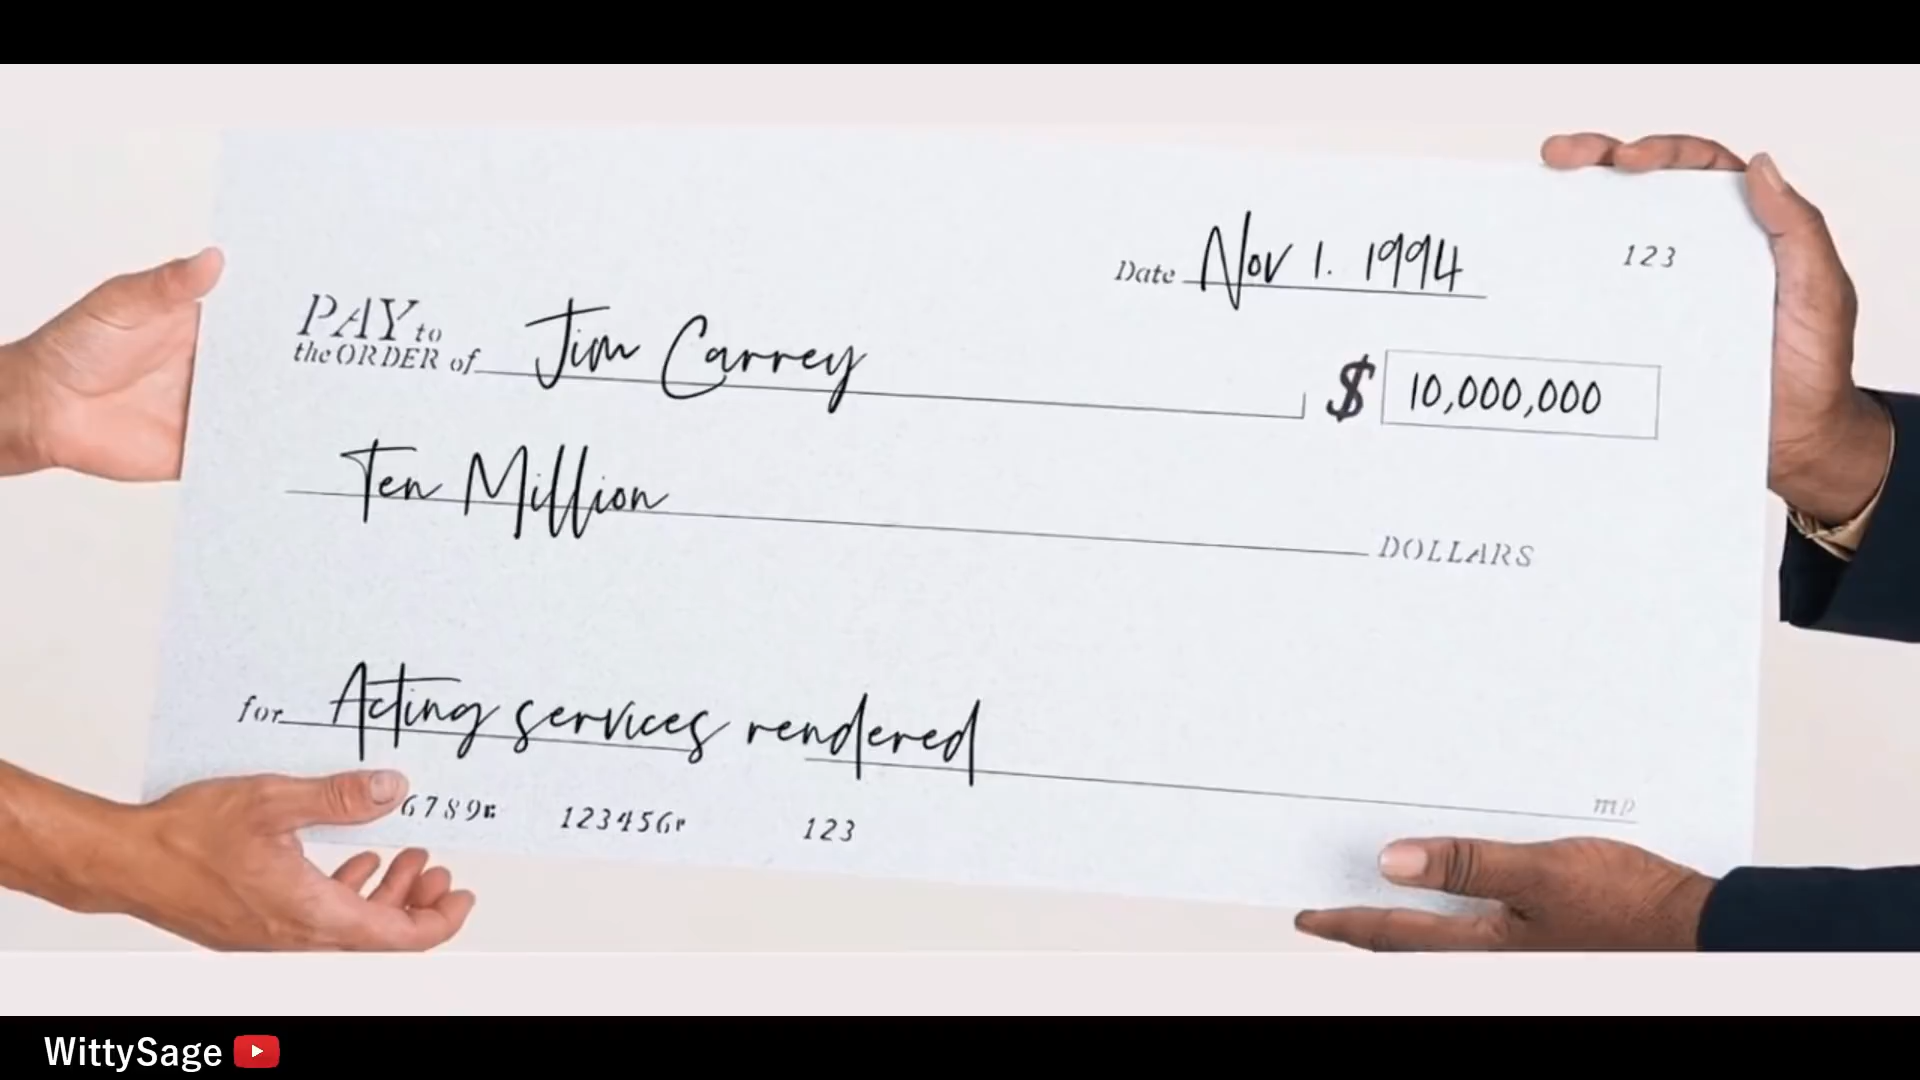 Date Nov 1. 1994 123
PAY to
the ORDER of Jim Carrey $ 10,000,000
Ten Million DOLLARS
for Acting services rendered
mp
6789 123456 123
WittySage